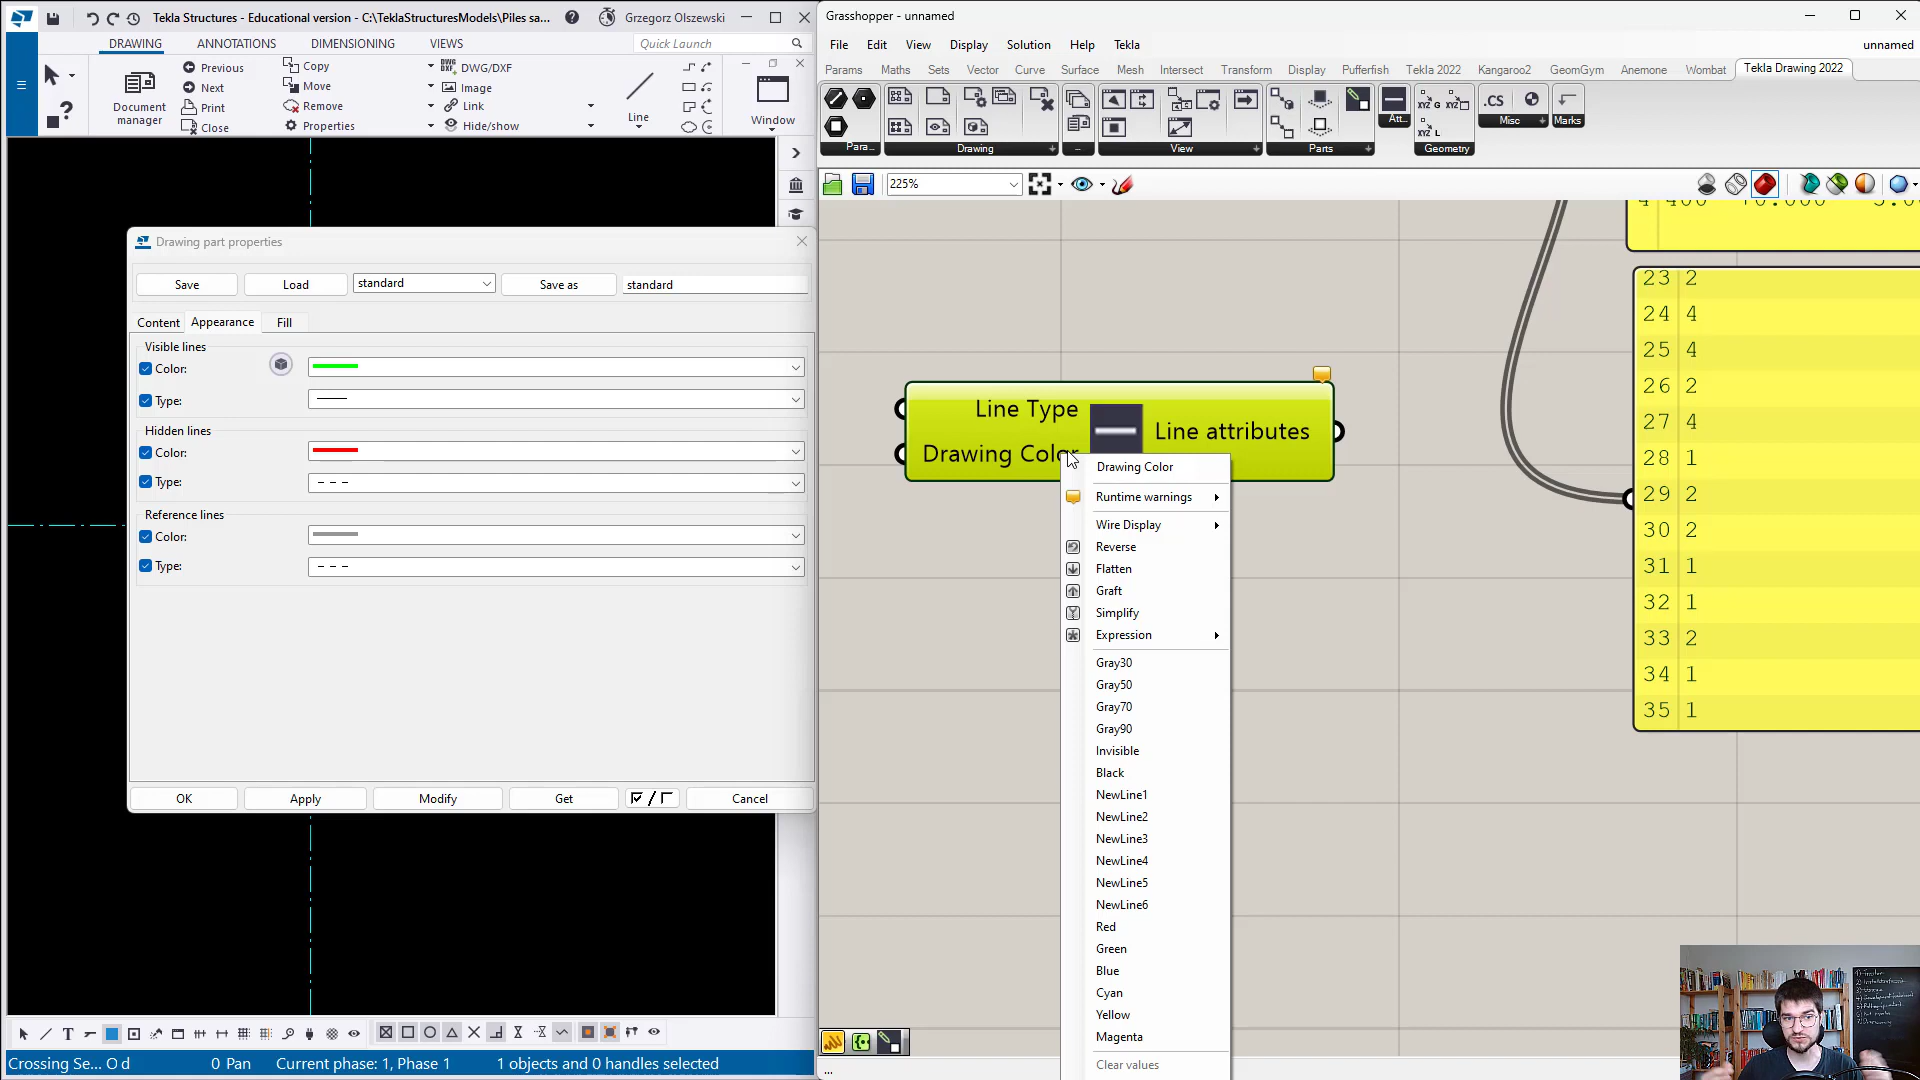 Tekla Structures - Educational version - C:\TeklaStructuresModels\Piles sa...
Grzegorz Olszewski
DRAWING
ANNOTATIONS
DIMENSIONING
VIEWS
Quick Launch
Document manager
Previous
Next
Print
Close
Copy
Move
Remove
Properties
DWG/DXF
Image
Link
Hide/show
Line
Window
Drawing part properties
Save
Load
standard
Save as
standard
Content
Appearance
Fill
Visible lines
Color:
Type:
Hidden lines
Color:
Type:
Reference lines
Color:
Type:
OK
Apply
Modify
Get
/
Cancel
Crossing Se... O d
0 Pan
Current phase: 1, Phase 1
1 objects and 0 handles selected
Grasshopper - unnamed
File
Edit
View
Display
Solution
Help
Tekla
unnamed
Params
Maths
Sets
Vector
Curve
Surface
Mesh
Intersect
Transform
Display
Pufferfish
Tekla 2022
Kangaroo2
GeomGym
Anemone
Wombat
Tekla Drawing 2022
Para...
Drawing
View
Parts
Att...
Geometry
.CS
Misc
Marks
225%
Line Type
Drawing Color
Line attributes
Drawing Color
Runtime warnings
Wire Display
Reverse
Flatten
Graft
Simplify
Expression
Gray30
Gray50
Gray70
Gray90
Invisible
Black
NewLine1
NewLine2
NewLine3
NewLine4
NewLine5
NewLine6
Red
Green
Blue
Cyan
Yellow
Magenta
Clear values
23 2
24 4
25 4
26 2
27 4
28 1
29 2
30 2
31 1
32 1
33 2
34 1
35 1
...